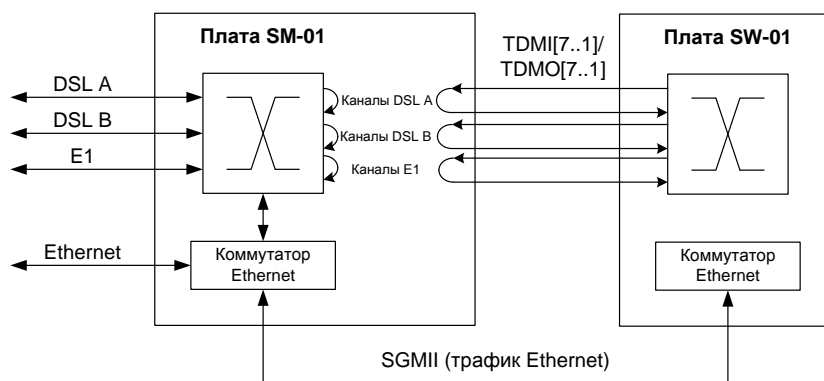 Плата SM-01
TDMI[7..1]/
TDMO[7..1]
Плата SW-01
DSL A
Каналы DSL A
DSL B
Каналы DSL B
E1
Каналы E1
Ethernet
Коммутатор
Ethernet
Коммутатор
Ethernet
SGMII (трафик Ethernet)